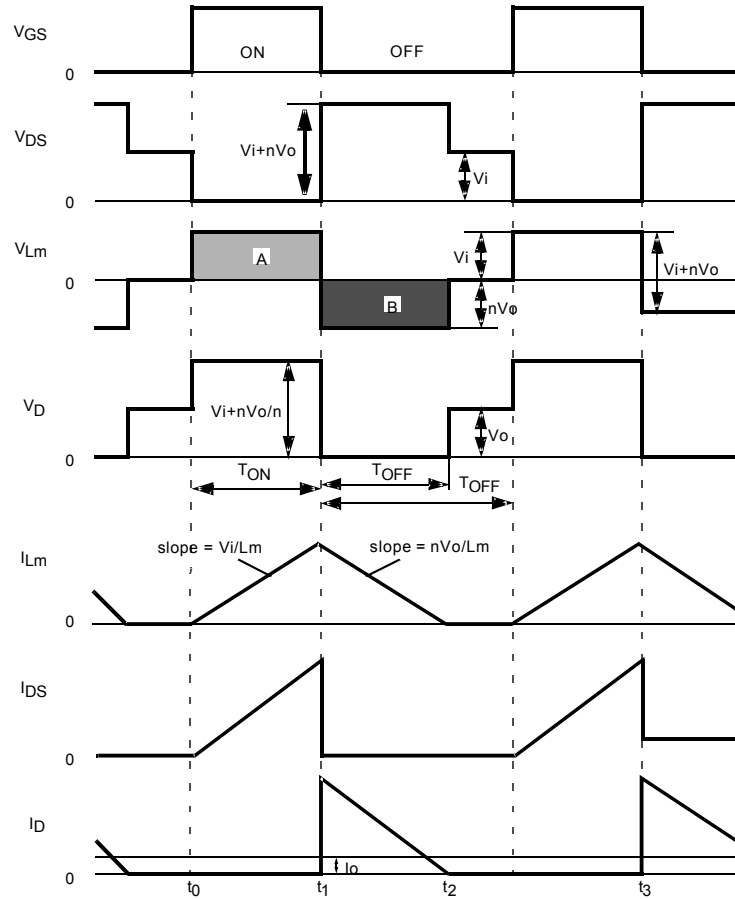 VGS
ON
OFF
0
VDS
Vi+nVo
Vi
0
VLm
A
Vi
0
Vi+nVo
B
nVo
VD
Vi+nVo/n
Vo
0
TON
TOFF
TOFF
slope = Vi/Lm
slope = nVo/Lm
ILm
0
IDS
0
ID
Io
0
t0
t1
t2
t3